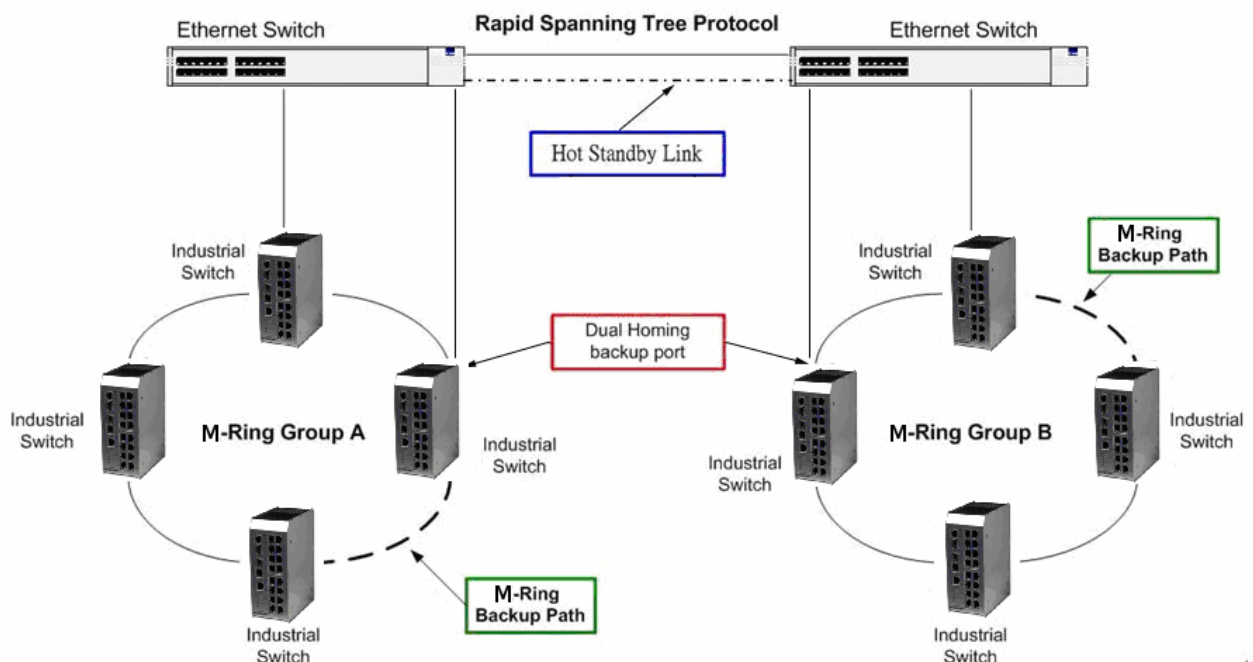 Rapid Spanning Tree Protocol
Ethernet Switch
Ethernet Switch
Hot Standby Link
Industrial
Switch
Industrial
Switch
M-Ring
Backup Path
Dual Homing
backup port
Industrial
Switch
M-Ring Group A
Industrial
Switch
Industrial
Switch
M-Ring Group B
Industrial
Switch
M-Ring
Backup Path
Industrial
Switch
Industrial
Switch